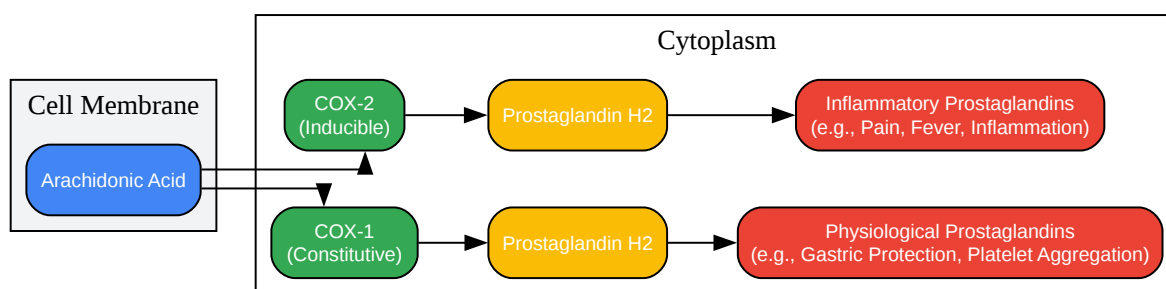 Cytoplasm
Cell Membrane
Arachidonic Acid
COX-2
(Inducible)
Prostaglandin H2
Inflammatory Prostaglandins
(e.g., Pain, Fever, Inflammation)
COX-1
(Constitutive)
Prostaglandin H2
Physiological Prostaglandins
(e.g., Gastric Protection, Platelet Aggregation)